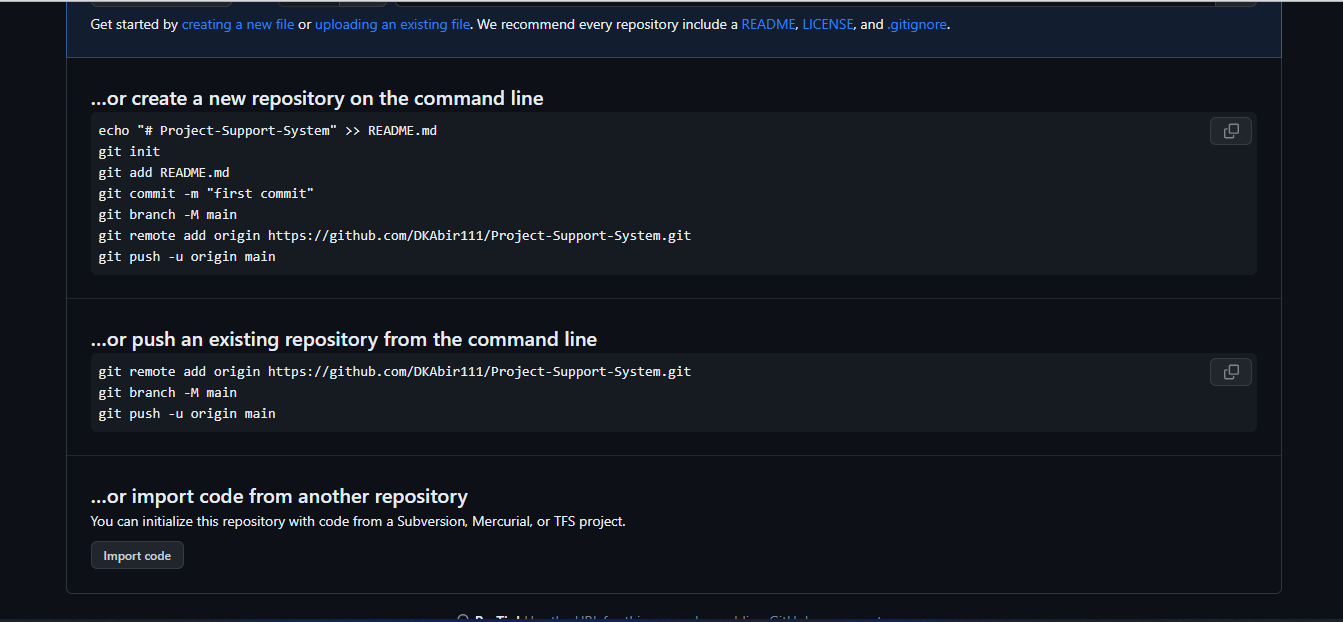 Get started by creating a new file or uploading an existing file. We recommend every repository include a README, LICENSE, and .gitignore.
...or create a new repository on the command line
echo "# Project-Support-System" >> README.md
git init
git add README.md
git commit -m "first commit"
git branch -M main
git remote add origin https://github.com/DKAbir111/Project-Support-System.git
git push -u origin main
...or push an existing repository from the command line
git remote add origin https://github.com/DKAbir111/Project-Support-System.git
git branch -M main
git push -u origin main
...or import code from another repository
You can initialize this repository with code from a Subversion, Mercurial, or TFS project.
Import code